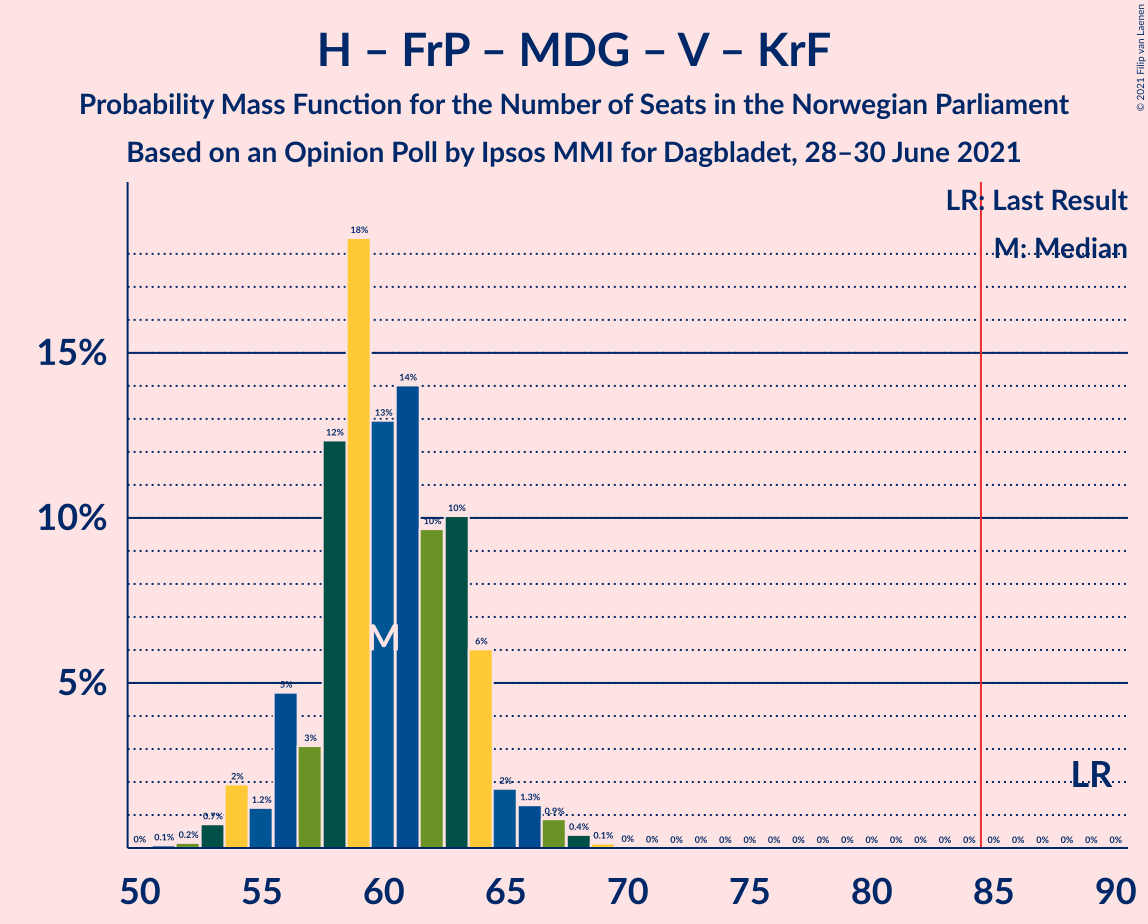 H – FrP – MDG – V – KrF
Probability Mass Function for the Number of Seats in the Norwegian Parliament
Based on an Opinion Poll by Ipsos MMI for Dagbladet, 28–30 June 2021
© 2021 Filip van Laenen
LR: Last Result
M: Median
15%
10%
5%
0% 0.1% 0.2% 0.7% 2% 1.2% 5% 3% 12% 18% 13% 14% 10% 10% 6% 2% 1.3% 0.9% 0.4% 0.1% 0% 0% 0% 0% 0% 0% 0% 0% 0% 0% 0% 0% 0% 0% 0% 0% 0% 0% 0% 0% 0%
M
LR
50 55 60 65 70 75 80 85 90